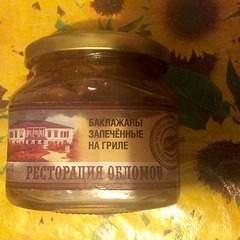 БАКЛАЖАНЫ
ЗАПЕЧЁННЫЕ
НА ГРИЛЕ
РЕСТОРАЦИЯ ОБЛОМОВ